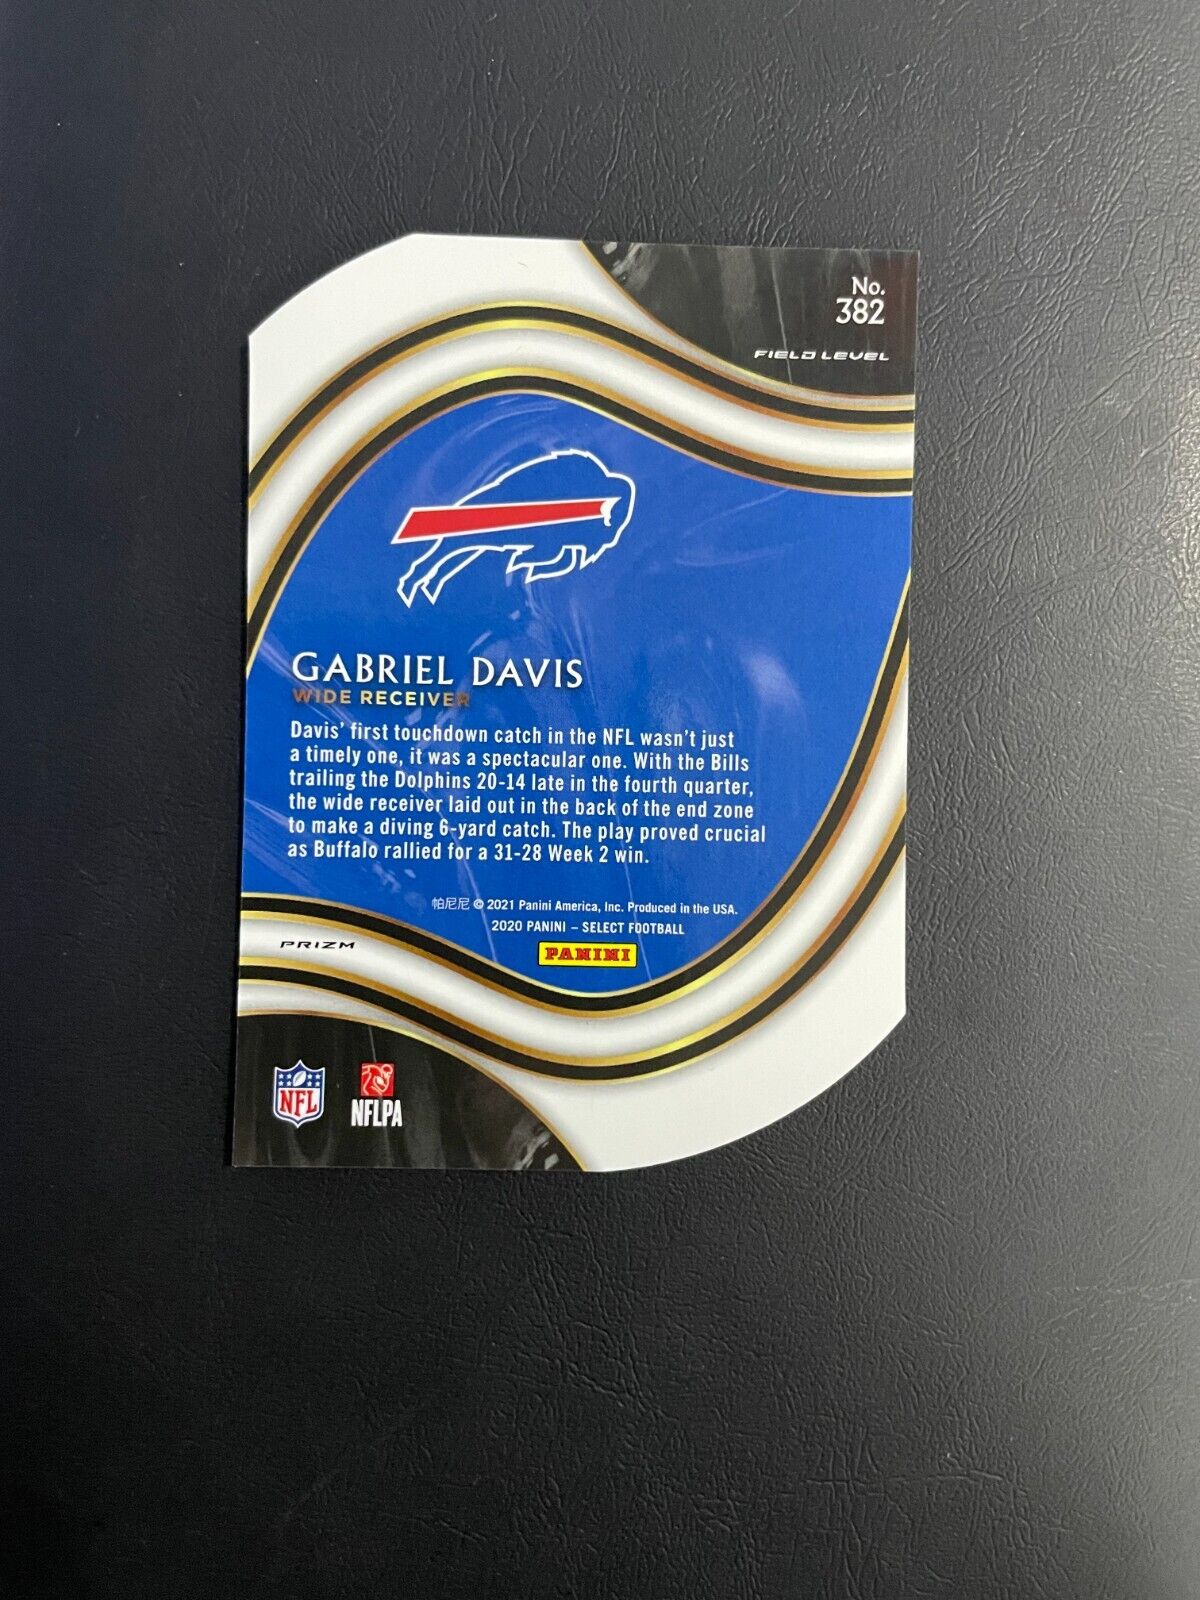 No.
382
FIELD LEVEL
GABRIEL DAVIS
WIDE RECEIVER
Davis' first touchdown catch in the NFL wasn't just
a timely one, it was a spectacular one. With the Bills
trailing the Dolphins 20-14 late in the fourth quarter,
the wide receiver laid out in the back of the end zone
to make a diving 6-yard catch. The play proved crucial
as Buffalo rallied for a 31-28 Week 2 win.
帕尼尼 © 2021 Panini America, Inc. Produced in the USA.
2020 PANINI – SELECT FOOTBALL
PANINI
PRIZM
NFL
NFLPA